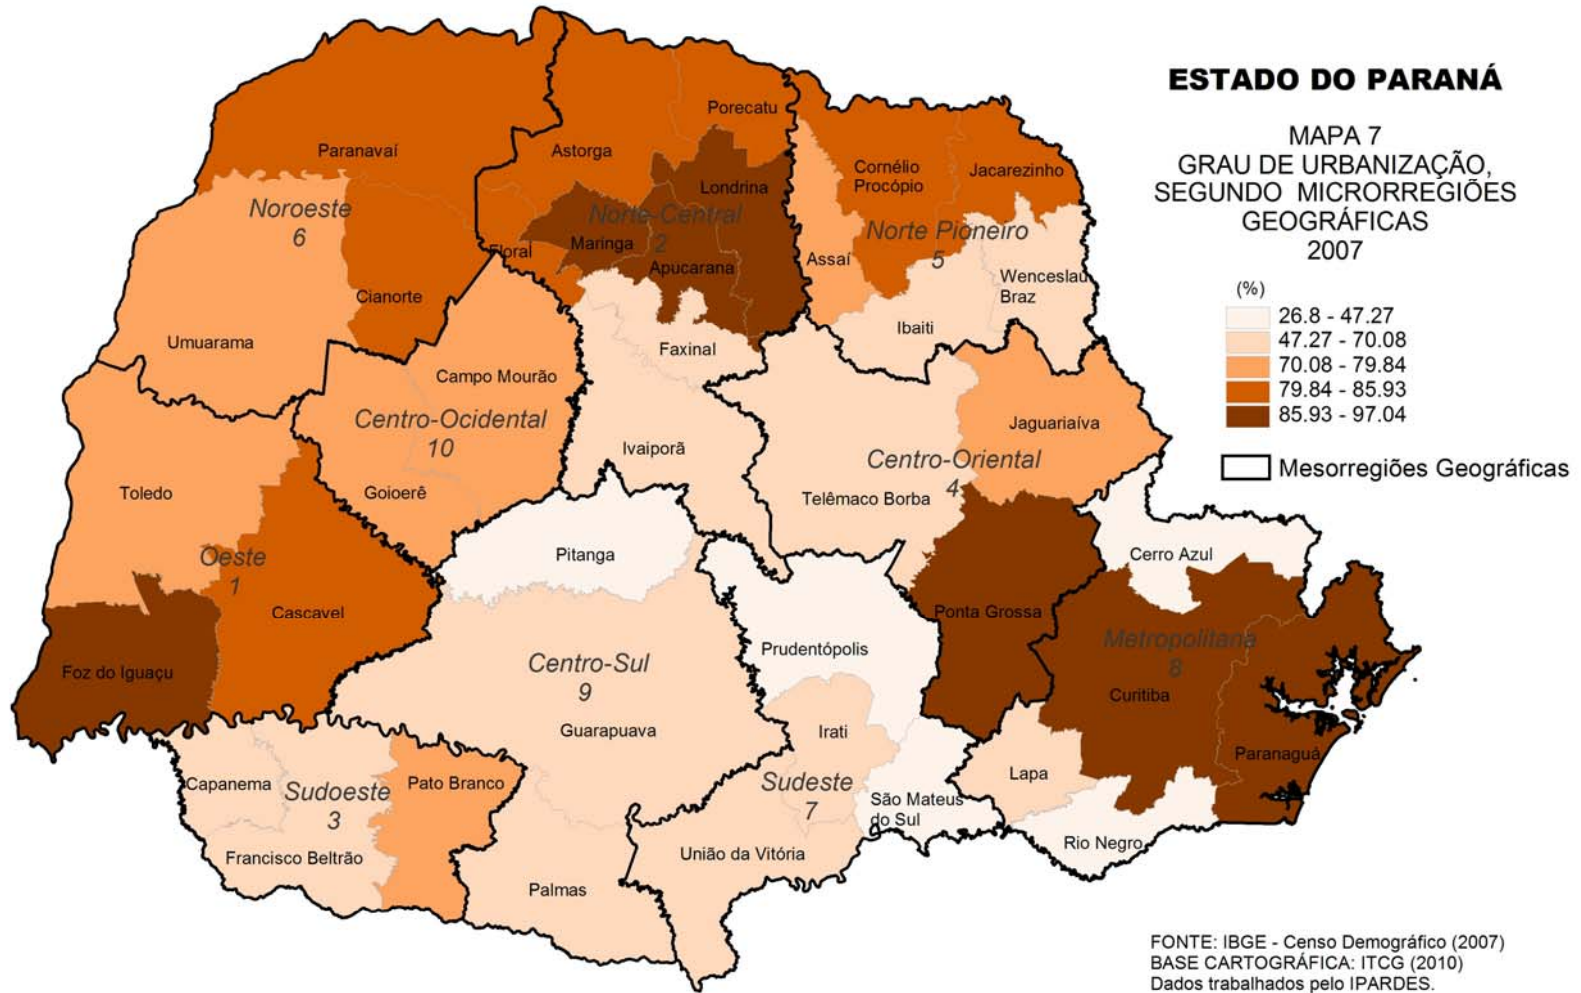 ESTADO DO PARANÁ
MAPA 7
GRAU DE URBANIZAÇÃO,
SEGUNDO MICRORREGIÕES
GEOGRÁFICAS
2007
(%)
26.8 - 47.27
47.27 - 70.08
70.08 - 79.84
79.84 - 85.93
85.93 - 97.04
Mesorregiões Geográficas
Porecatu
Paranavaí
Astorga
Cornélio
Procópio
Jacarezinho
Londrina
Noroeste
6
Norte-Central
2
Norte Pioneiro
5
Floral
Maringa
Apucarana
Assaí
Wenceslau
Braz
Cianorte
Umuarama
Ibaiti
Faxinal
Campo Mourão
Centro-Ocidental
10
Jaguariaíva
Ivaiporã
Centro-Oriental
4
Toledo
Goioerê
Telêmaco Borba
Oeste
1
Pitanga
Cerro Azul
Cascavel
Ponta Grossa
Metropolitana
8
Foz do Iguaçu
Centro-Sul
9
Prudentópolis
Curitiba
Guarapuava
Irati
Paranaguá
Capanema
Sudoeste
3
Pato Branco
Sudeste
7
Lapa
São Mateus
do Sul
Rio Negro
Francisco Beltrão
União da Vitória
Palmas
FONTE: IBGE - Censo Demográfico (2007)
BASE CARTOGRÁFICA: ITCG (2010)
Dados trabalhados pelo IPARDES.